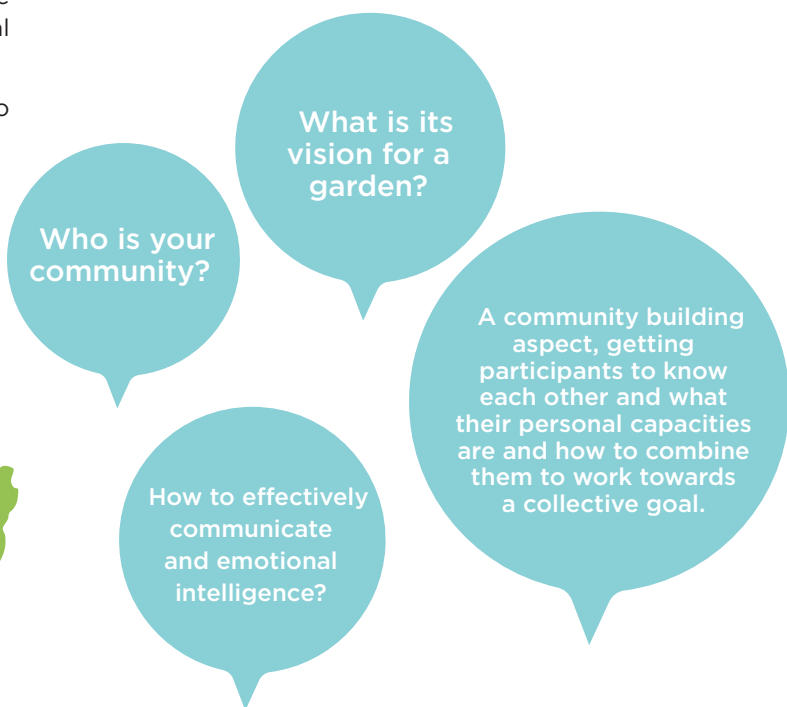 What is its
vision for a
garden?
Who is your
community?
A community building
aspect, getting
participants to know
each other and what
their personal capacities
are and how to combine
them to work towards
a collective goal.
How to effectively
communicate
and emotional
intelligence?